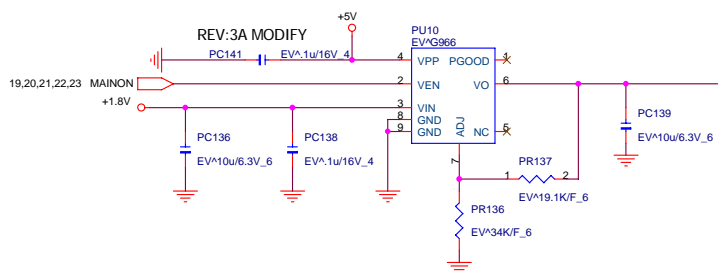 +5V
REV:3A MODIFY
PU10
EV^G966
PC141
EV^.1u/16V_4
4
VPP
PGOOD
1
19,20,21,22,23
MAINON
2
VEN
VO
6
+1.8V
3
VIN
8
GND
9
GND
ADJ
NC
5
7
PC136
EV^10u/6.3V_6
PC138
EV^.1u/16V_4
PC139
EV^10u/6.3V_6
PR137
1
2
EV^19.1K/F_6
PR136
EV^34K/F_6